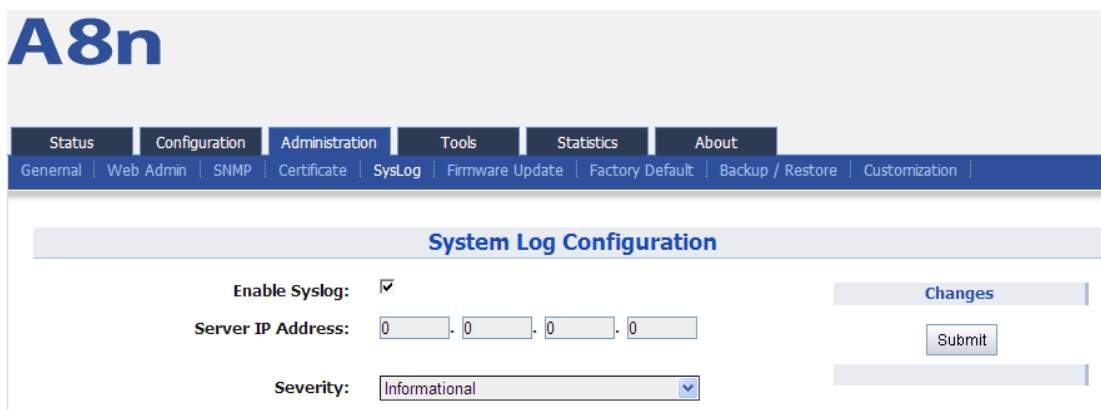 A8n
Status Configuration Administration Tools Statistics About
Genernal Web Admin SNMP Certificate SysLog Firmware Update Factory Default Backup / Restore Customization
System Log Configuration
Enable Syslog:
Changes
Server IP Address: 0 . 0 . 0 . 0
Submit
Severity: Informational